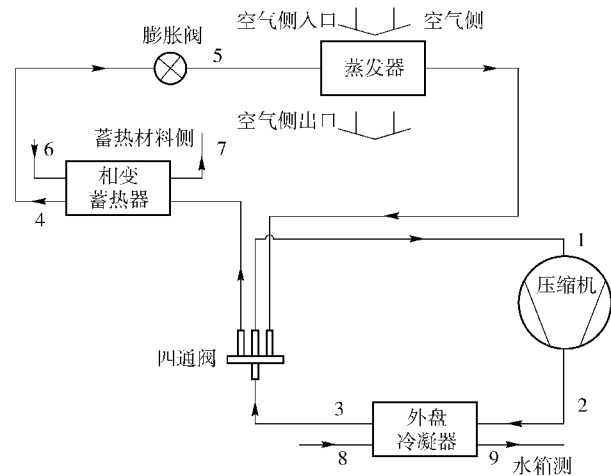 空气侧入口
空气侧
膨胀阀
5
蒸发器
空气侧出口
蓄热材料侧
6
7
相变
蓄热器
4
1
压缩机
四通阀
2
3
外盘
冷凝器
8
9
水箱测